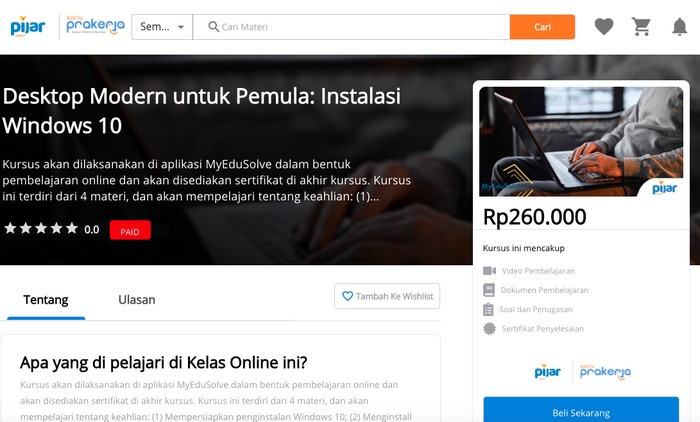 pijar
kartu
prakerja
Sem...
Cari Materi
Cari
Desktop Modern untuk Pemula: Instalasi
Windows 10
Kursus akan dilaksanakan di aplikasi MyEduSolve dalam bentuk
pembelajaran online dan akan disediakan sertifikat di akhir kursus. Kursus
ini terdiri dari 4 materi, dan akan mempelajari tentang keahlian: (1)...
0.0
PAID
pijar
Rp260.000
Kursus ini mencakup
Video Pembelajaran
Dokumen Pembelajaran
Soal dan Penugasan
Sertifikat Penyelesaian
pijar
kartu
prakerja
Beli Sekarang
Tentang
Ulasan
Tambah Ke Wishlist
Apa yang di pelajari di Kelas Online ini?
Kursus akan dilaksanakan di aplikasi MyEduSolve dalam bentuk pembelajaran online dan
akan disediakan sertifikat di akhir kursus. Kursus ini terdiri dari 4 materi, dan akan
mempelajari tentang keahlian: (1) Mempersiapkan penginstalan Windows 10; (2) Menginstall